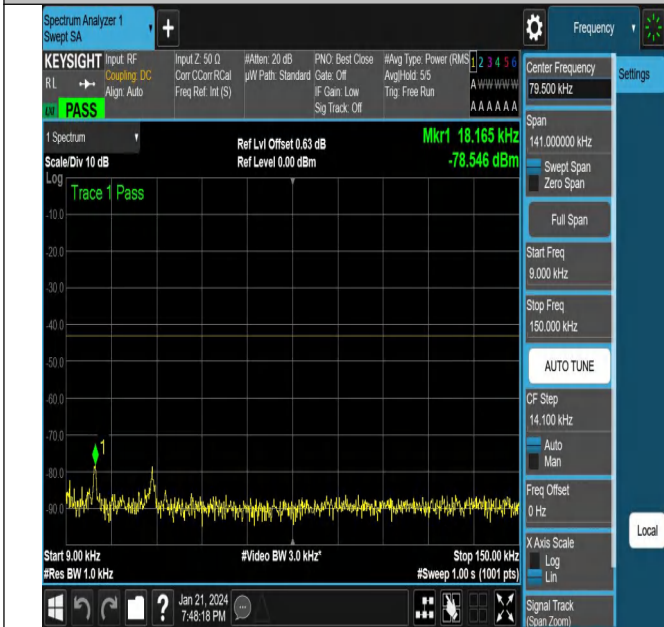 Spectrum Analyzer 1
Swept SA
+
Frequency
KEYSIGHT
RL
LXI
PASS
Input: RF
Coupling: DC
Align: Auto
Input Z: 50 Ω
Corr CCorr RCal
Freq Ref: Int (S)
#Atten: 20 dB
µW Path: Standard
PNO: Best Close
Gate: Off
IF Gain: Low
Sig Track: Off
#Avg Type: Power (RMS
Avg|Hold: 5/5
Trig: Free Run
1 2 3 4 5 6
A W W W W W
A A A A A A
1 Spectrum
Scale/Div 10 dB
Ref Lvl Offset 0.63 dB
Ref Level 0.00 dBm
Mkr1 18.165 kHz
-78.546 dBm
Log
Trace 1 Pass
-10.0
-20.0
-30.0
-40.0
-50.0
-60.0
-70.0
-80.0
-90.0
1
Start 9.00 kHz
#Res BW 1.0 kHz
#Video BW 3.0 kHz*
Stop 150.00 kHz
#Sweep 1.00 s (1001 pts)
?
Jan 21, 2024
7:48:18 PM
Center Frequency
79.500 kHz
Settings
Span
141.000000 kHz
Swept Span
Zero Span
Full Span
Start Freq
9.000 kHz
Stop Freq
150.000 kHz
AUTO TUNE
CF Step
14.100 kHz
Auto
Man
Freq Offset
0 Hz
Local
X Axis Scale
Log
Lin
Signal Track
(Span Zoom)